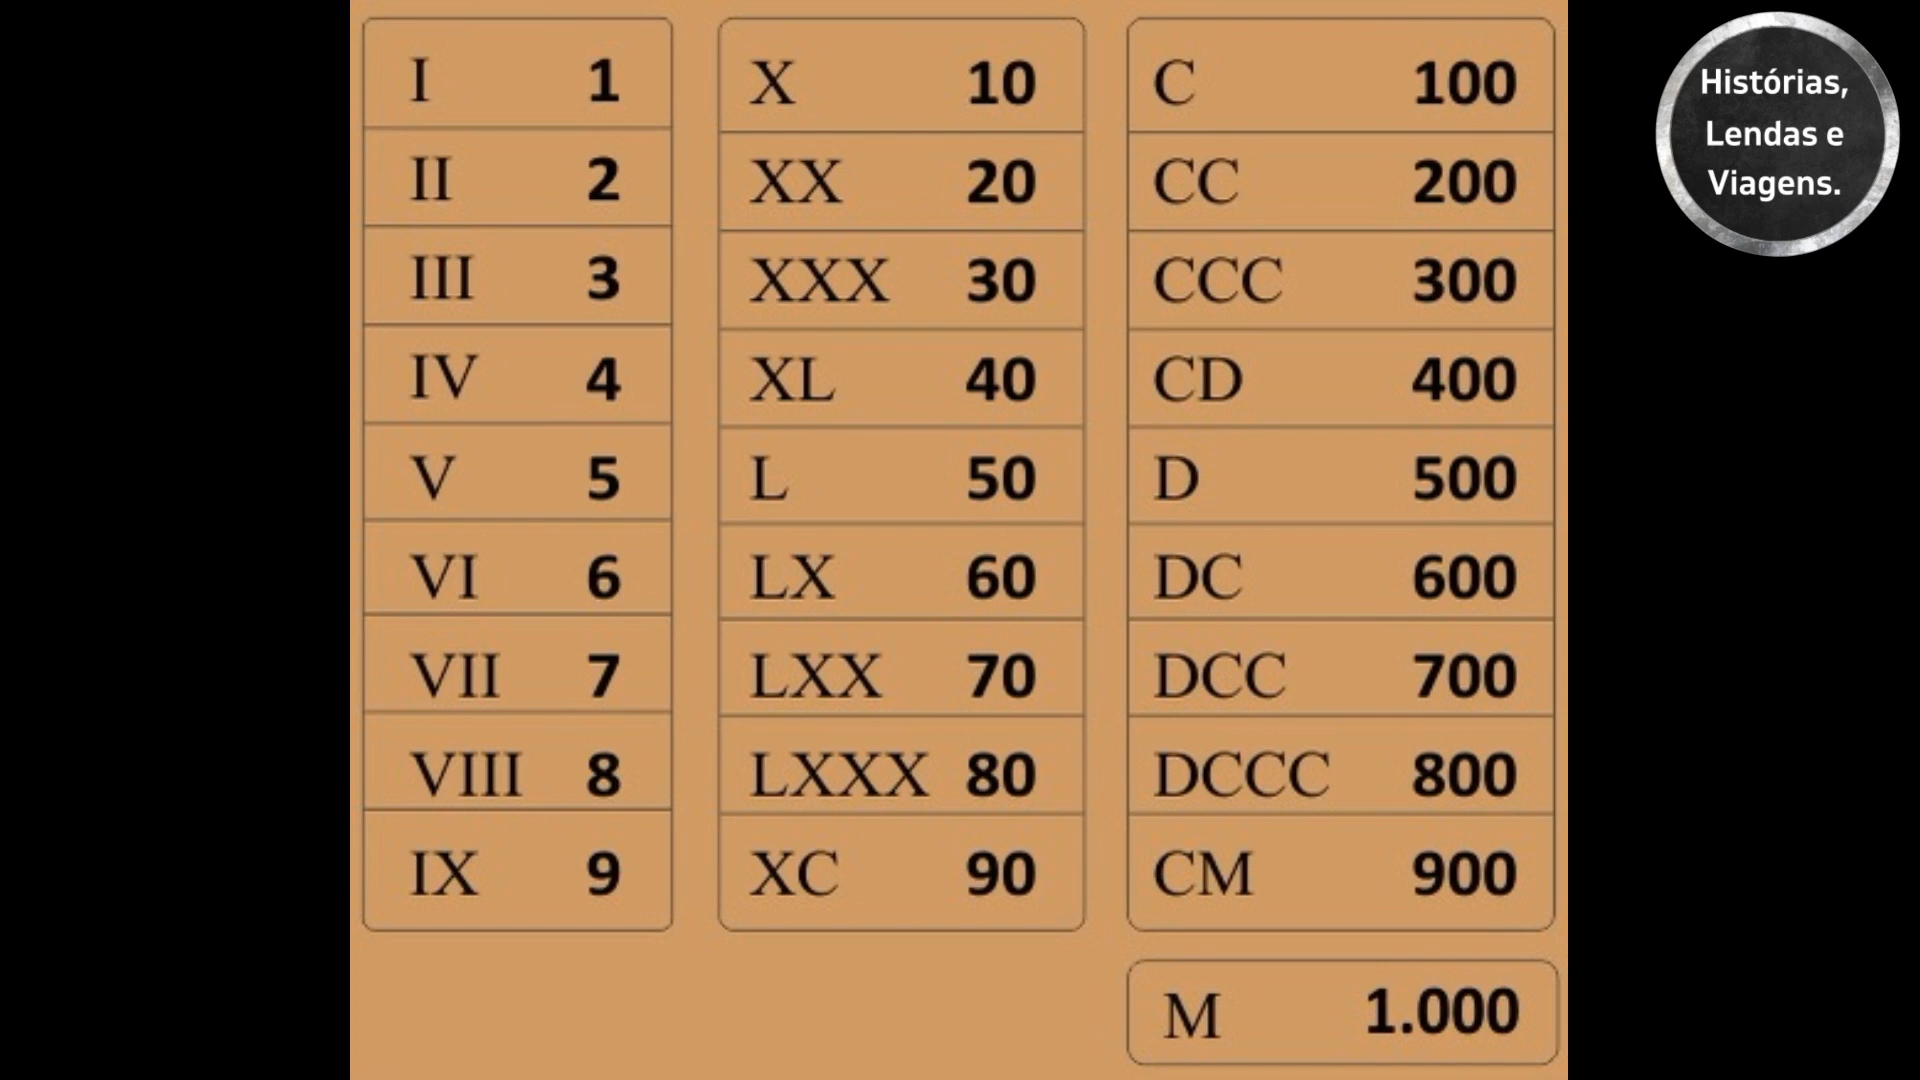 I 1
II 2
III 3
IV 4
V 5
VI 6
VII 7
VIII 8
IX 9
X 10
XX 20
XXX 30
XL 40
L 50
LX 60
LXX 70
LXXX 80
XC 90
C 100
CC 200
CCC 300
CD 400
D 500
DC 600
DCC 700
DCCC 800
CM 900
M 1.000
Histórias,
Lendas e
Viagens.